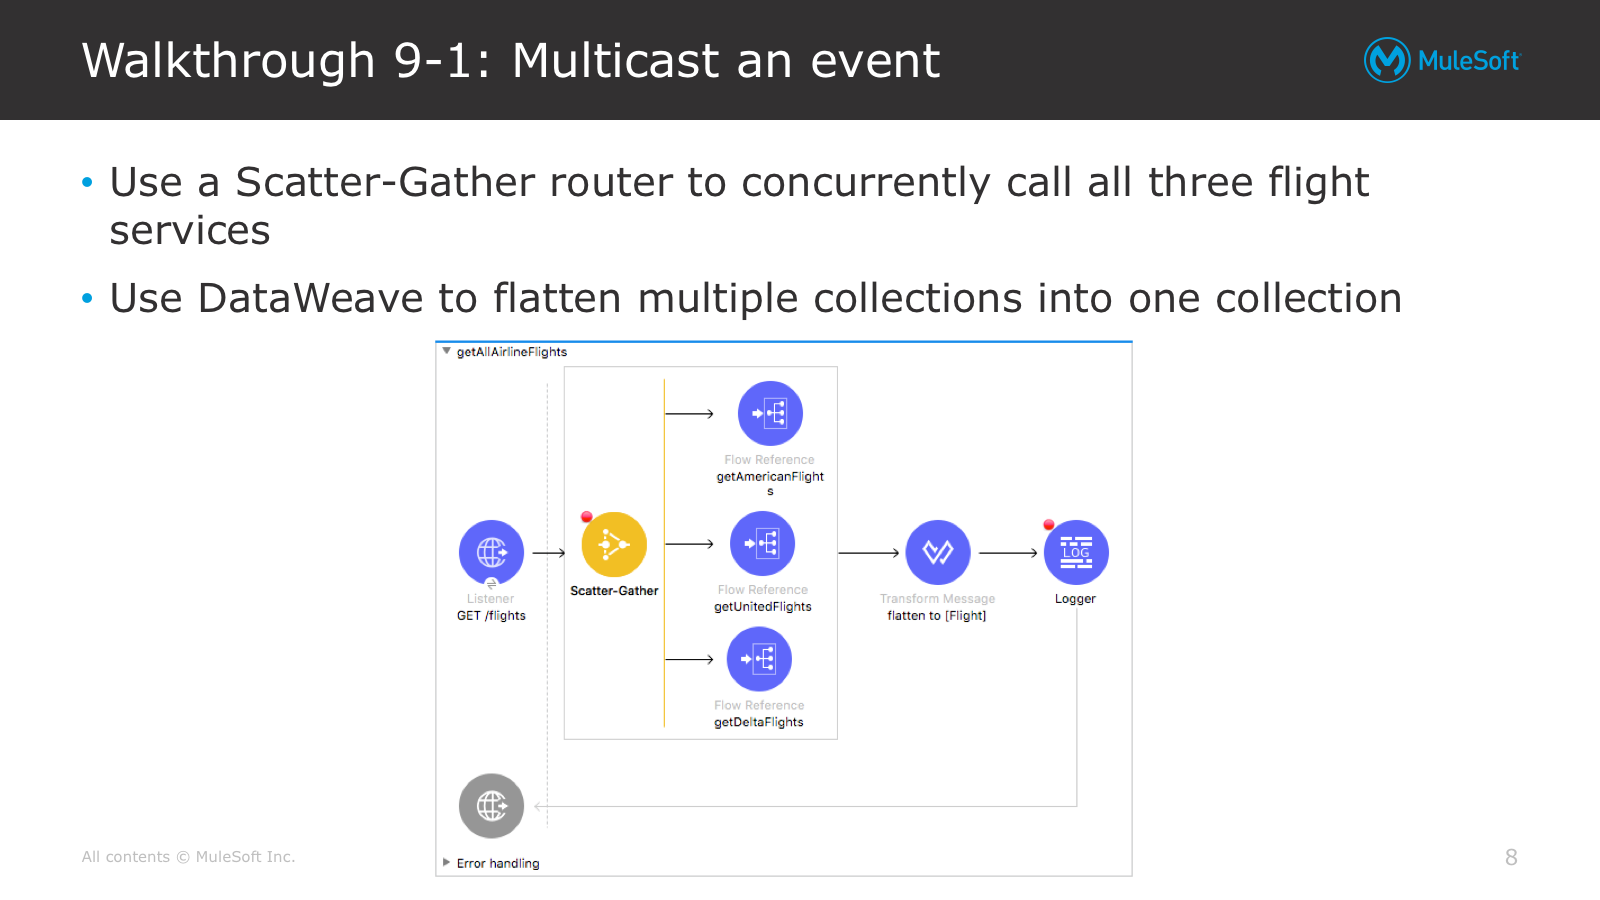 Walkthrough 9-1: Multicast an event
MuleSoft
• Use a Scatter-Gather router to concurrently call all three flight
services
• Use DataWeave to flatten multiple collections into one collection
getAllAirlineFlights
Flow Reference
getAmericanFlight
s
Listener
GET /flights
Scatter-Gather
Flow Reference
getUnitedFlights
Transform Message
flatten to [Flight]
LOG
Logger
Flow Reference
getDeltaFlights
Error handling
All contents © MuleSoft Inc.
8